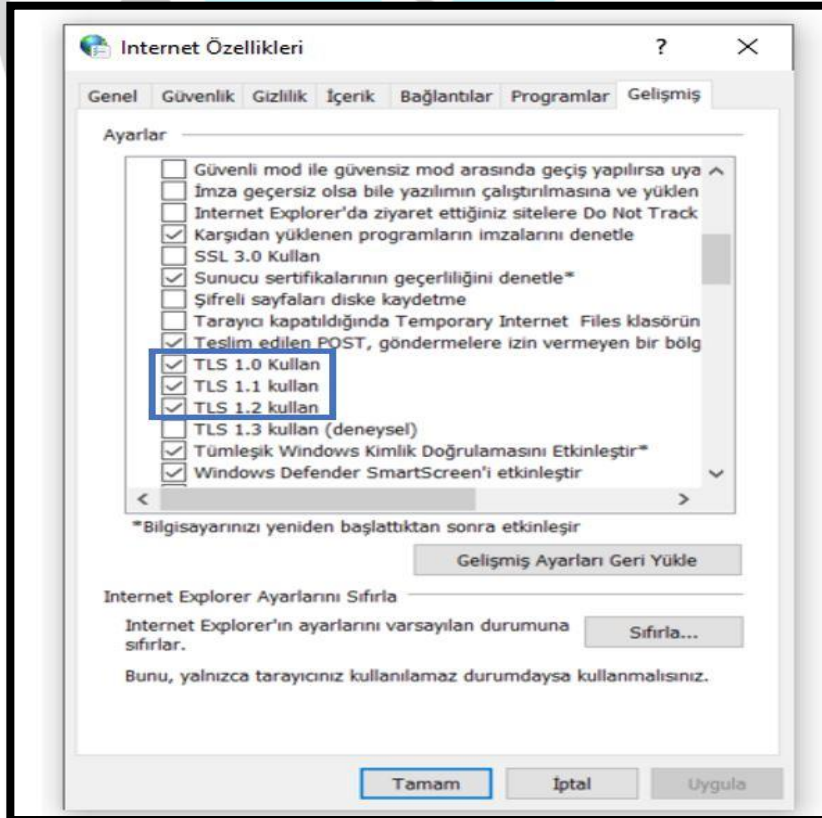 Internet Özellikleri
Genel Güvenlik Gizlilik İçerik Bağlantılar Programlar Gelişmiş
Ayarlar
Güvenli mod ile güvensiz mod arasında geçiş yapılırsa uya
İmza geçersiz olsa bile yazılımın çalıştırılmasına ve yüklen
Internet Explorer'da ziyaret ettiğiniz sitelere Do Not Track
Karşıdan yüklenen programların imzalarını denetle
SSL 3.0 Kullan
Sunucu sertifikalarının geçerliliğini denetle*
Şifreli sayfaları diske kaydetme
Tarayıcı kapatıldığında Temporary Internet Files klasörün
Teslim edilen POST, göndermelere izin vermeyen bir bölg
TLS 1.0 Kullan
TLS 1.1 kullan
TLS 1.2 kullan
TLS 1.3 kullan (deneysel)
Tümleşik Windows Kimlik Doğrulamasını Etkinleştir*
Windows Defender SmartScreen'i etkinleştir
*Bilgisayarınızı yeniden başlattıktan sonra etkinleşir
Gelişmiş Ayarları Geri Yükle
Internet Explorer Ayarlarını Sıfırla
Internet Explorer'ın ayarlarını varsayılan durumuna
sıfırlar.
Sıfırla...
Bunu, yalnızca tarayıcınız kullanılamaz durumdaysa kullanmalısınız.
Tamam İptal Uygula